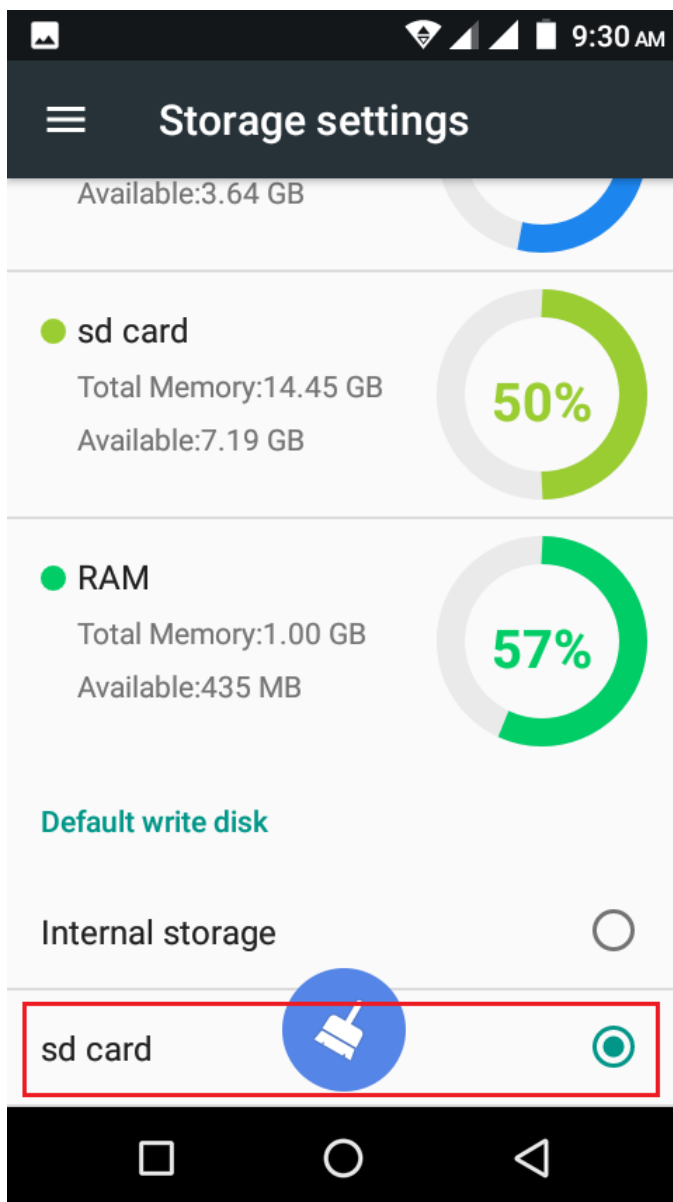 9:30 AM
Storage settings
Available:3.64 GB
sd card
Total Memory:14.45 GB
Available:7.19 GB
50%
RAM
Total Memory:1.00 GB
Available:435 MB
57%
Default write disk
Internal storage
sd card